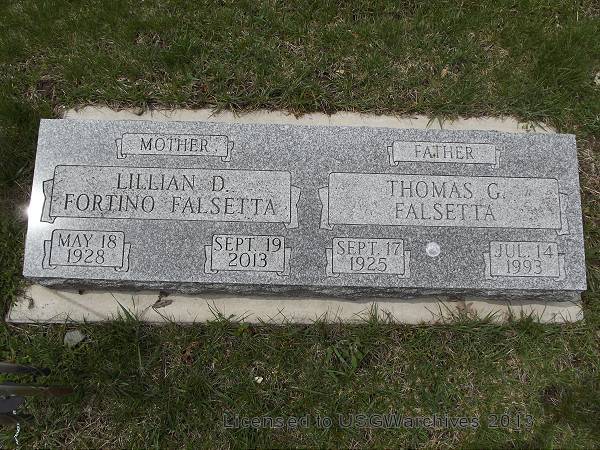 MOTHER
LILLIAN D.
FORTINO FALSETTA
MAY 18
1928
SEPT. 19
2013
FATHER
THOMAS G.
FALSETTA
SEPT. 17
1925
JUL. 14
1993
Licensed to USGWarchives 2013